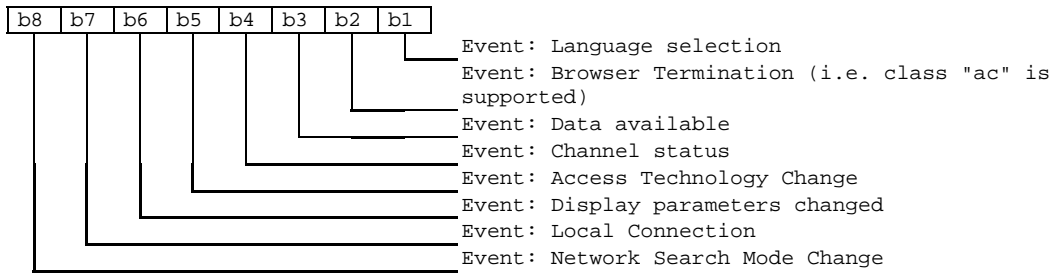 b8 b7 b6 b5 b4 b3 b2 b1
Event: Language selection
Event: Browser Termination (i.e. class "ac" is
supported)
Event: Data available
Event: Channel status
Event: Access Technology Change
Event: Display parameters changed
Event: Local Connection
Event: Network Search Mode Change